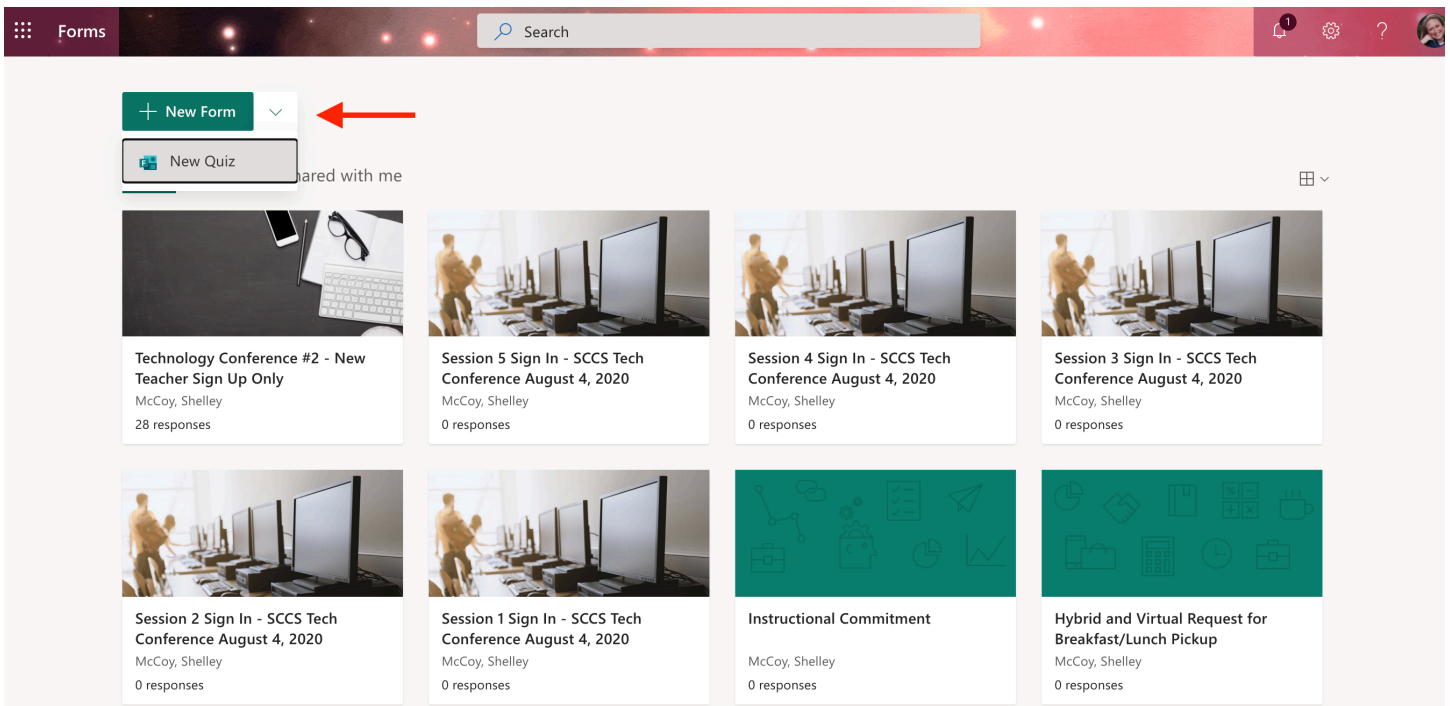 Forms
Search
1
?
New Form
New Quiz
hared with me
Technology Conference #2 - New
Teacher Sign Up Only
McCoy, Shelley
28 responses
Session 5 Sign In - SCCS Tech
Conference August 4, 2020
McCoy, Shelley
0 responses
Session 4 Sign In - SCCS Tech
Conference August 4, 2020
McCoy, Shelley
0 responses
Session 3 Sign In - SCCS Tech
Conference August 4, 2020
McCoy, Shelley
0 responses
Session 2 Sign In - SCCS Tech
Conference August 4, 2020
McCoy, Shelley
0 responses
Session 1 Sign In - SCCS Tech
Conference August 4, 2020
McCoy, Shelley
0 responses
Instructional Commitment
McCoy, Shelley
0 responses
Hybrid and Virtual Request for
Breakfast/Lunch Pickup
McCoy, Shelley
0 responses